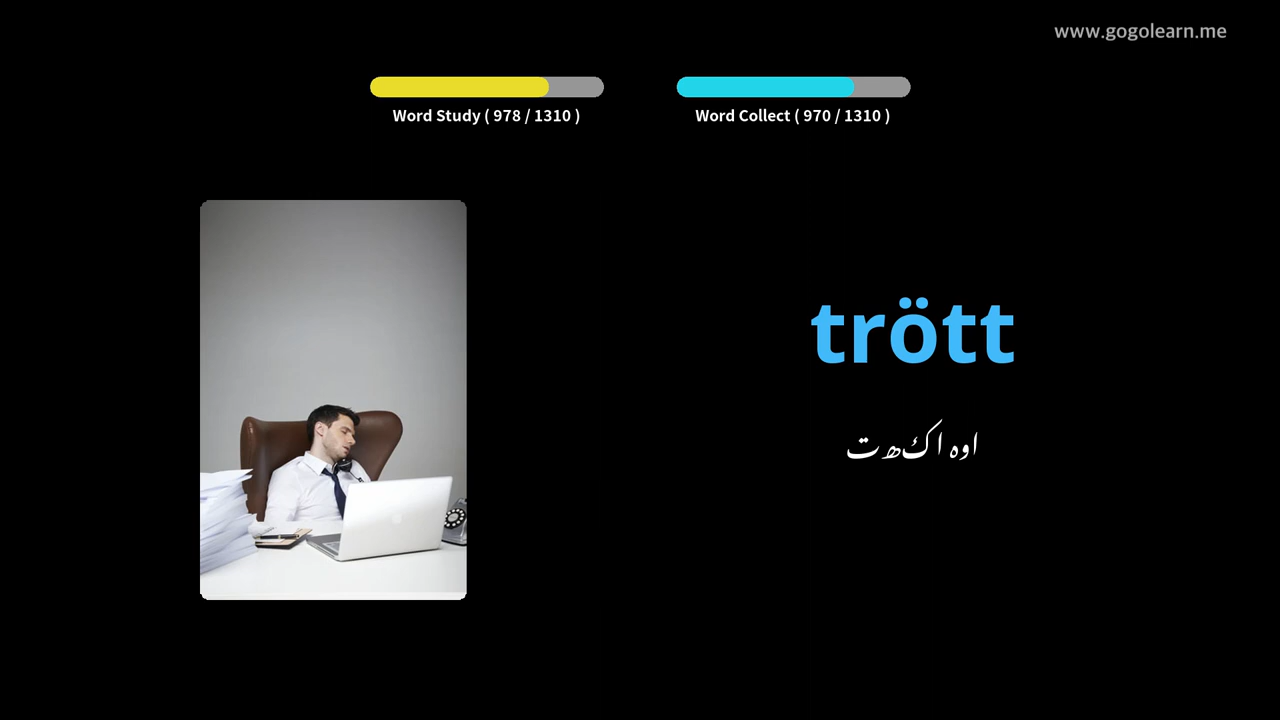 www.gogolearn.me
Word Study ( 978 / 1310 )
Word Collect ( 970 / 1310 )
trött
اوہ اکھت